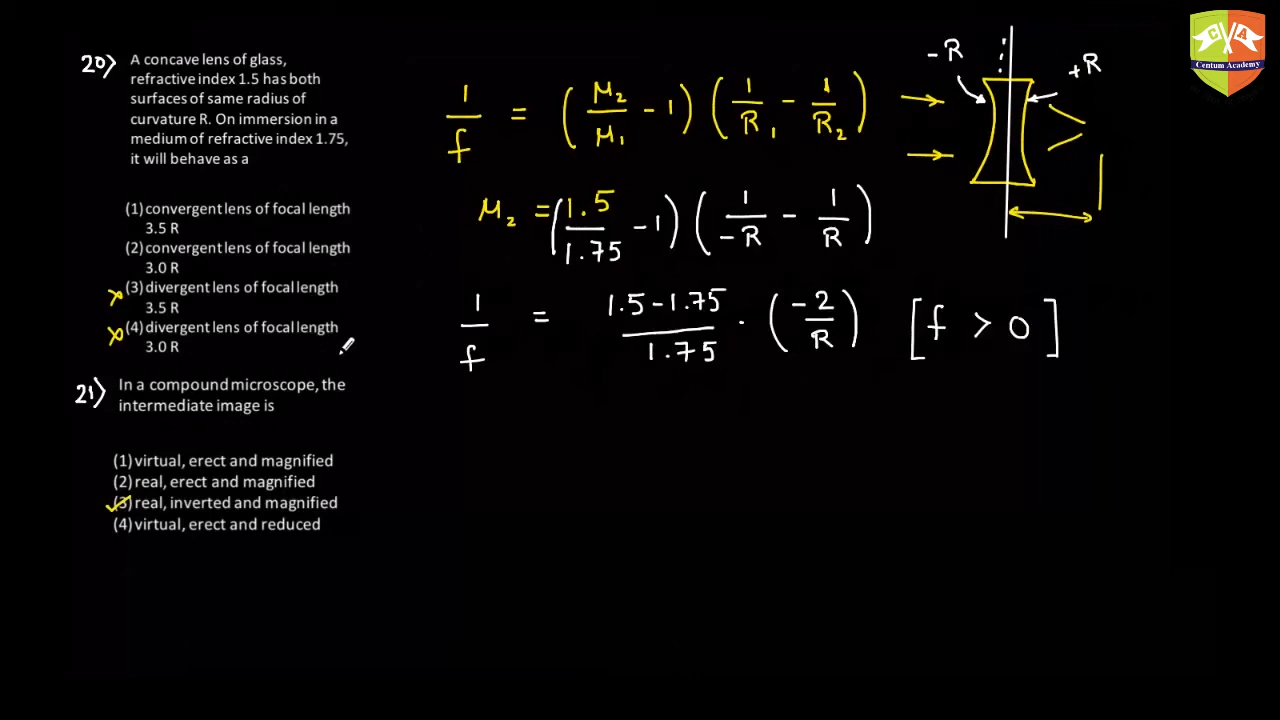 20) A concave lens of glass,
refractive index 1.5 has both
surfaces of same radius of
curvature R. On immersion in a
medium of refractive index 1.75,
it will behave as a
(1) convergent lens of focal length
3.5 R
(2) convergent lens of focal length
3.0 R
(3) divergent lens of focal length
3.5 R
(4) divergent lens of focal length
3.0 R
21) In a compound microscope, the
intermediate image is
(1) virtual, erect and magnified
(2) real, erect and magnified
(3) real, inverted and magnified
(4) virtual, erect and reduced
1/f = (μ₂/μ₁ - 1) (1/R₁ - 1/R₂)
μ₂ = (1.5/1.75 - 1) (1/-R - 1/R)
1/f = 1.5 - 1.75/1.75 · (-2/R) [f > 0]
-R
+R
C A
Centum Academy